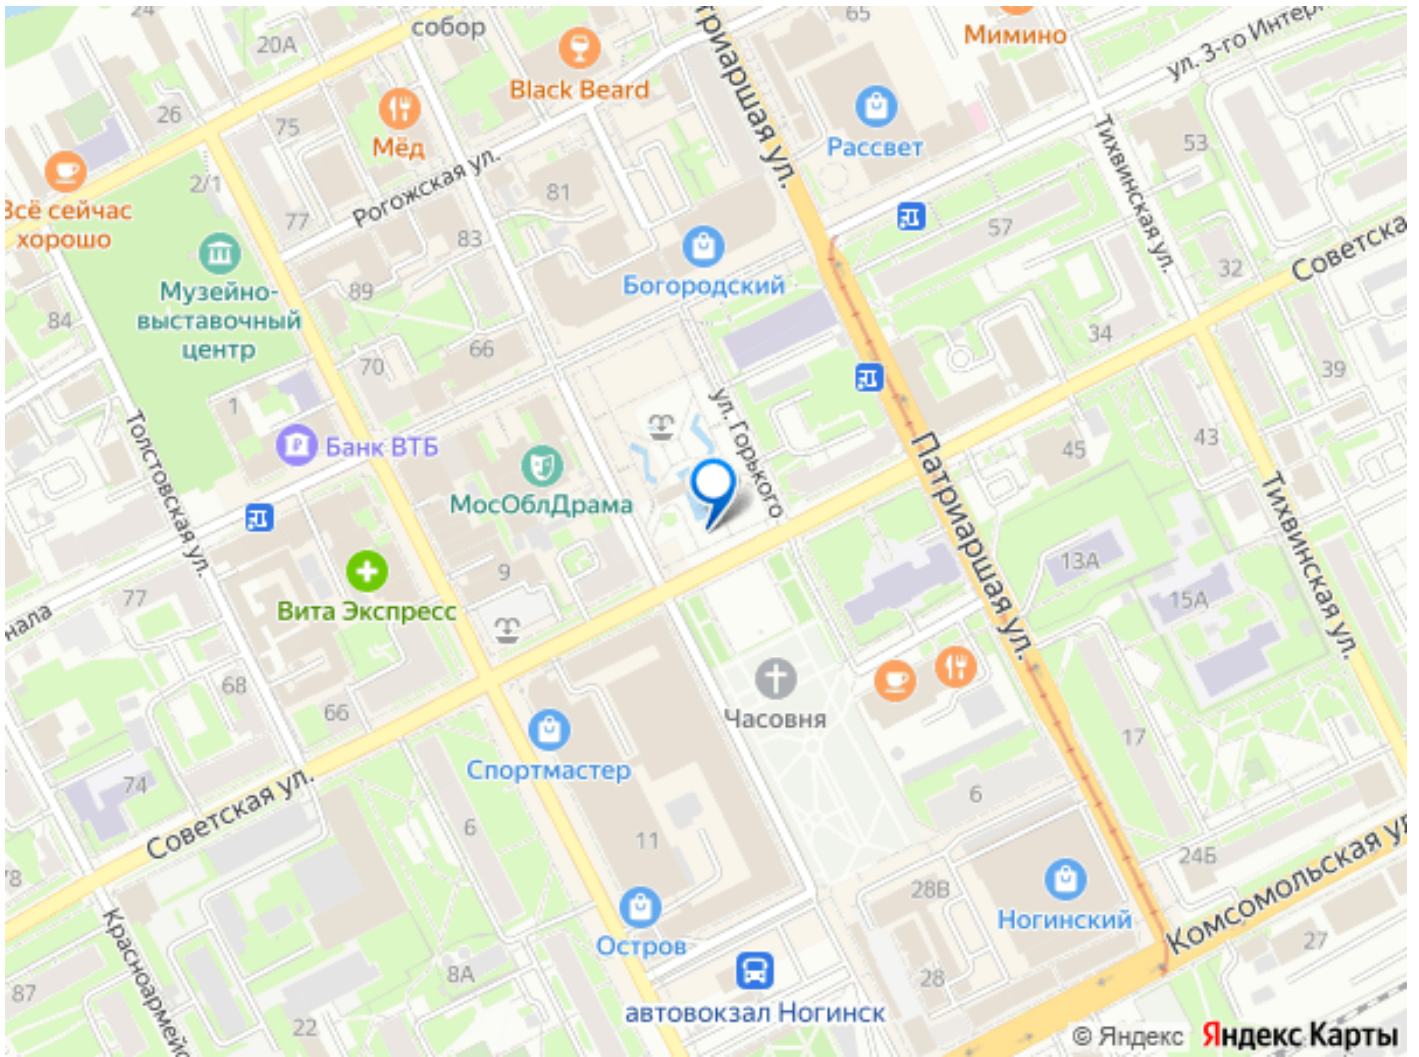 24
20А
собор
Black Beard
65
Мимино
ул. 3-го Интерн
26
75
Мёд
Патриаршая ул.
Рассвет
Тихвинская ул.
53
2/1
Рогожская ул.
81
Всё сейчас
хорошо
77
83
57
Советска
Музейно-
выставочный
центр
89
Богородский
32
84
66
34
70
39
1
ул. Горького
Толстовская ул.
Банк ВТБ
МосОблДрама
Патриаршая ул.
45
43
Тихвинская ул.
9
13А
77
нала
Вита Экспресс
15А
68
66
Часовня
17
Спортмастер
74
Советская ул.
6
6
11
78
24Б
Комсомольская ул
28В
Ногинский
Остров
Красноармейс
27
8А
28
87
автовокзал Ногинск
22
© Яндекс Яндекс Карты